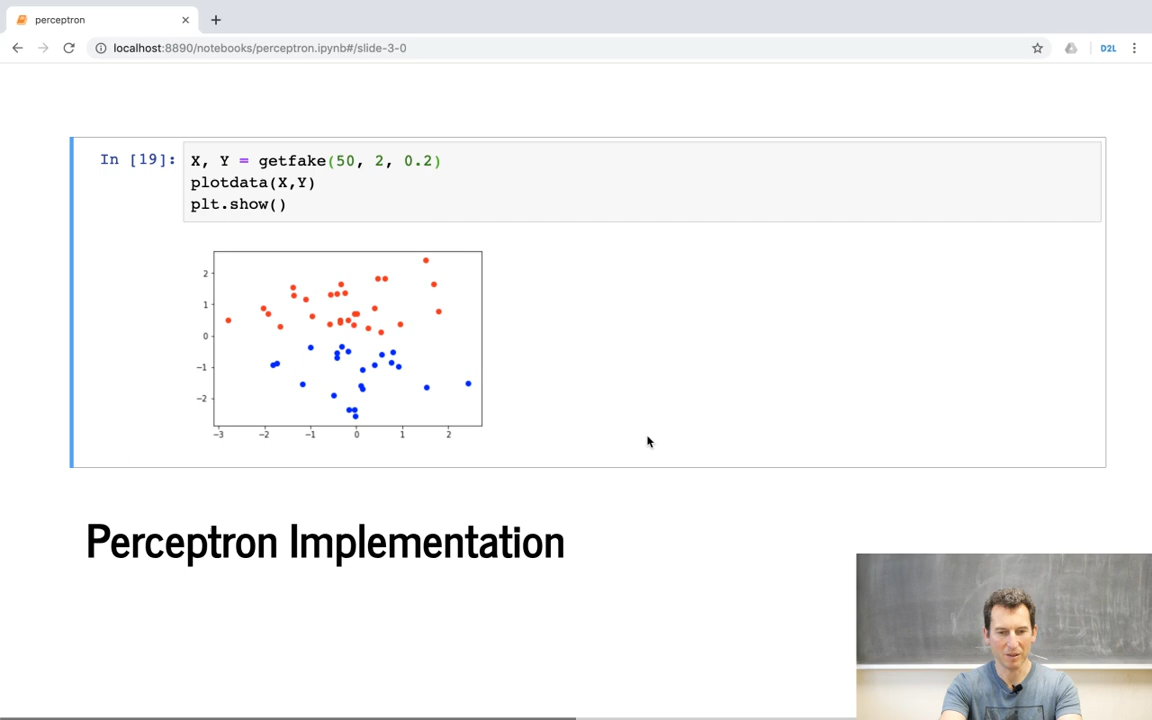 perceptron
localhost:8890/notebooks/perceptron.ipynb#/slide-3-0
D2L
In [19]:
X, Y = getfake(50, 2, 0.2)
plotdata(X,Y)
plt.show()
2
1
0
−1
−2
−3 −2 −1 0 1 2
Perceptron Implementation